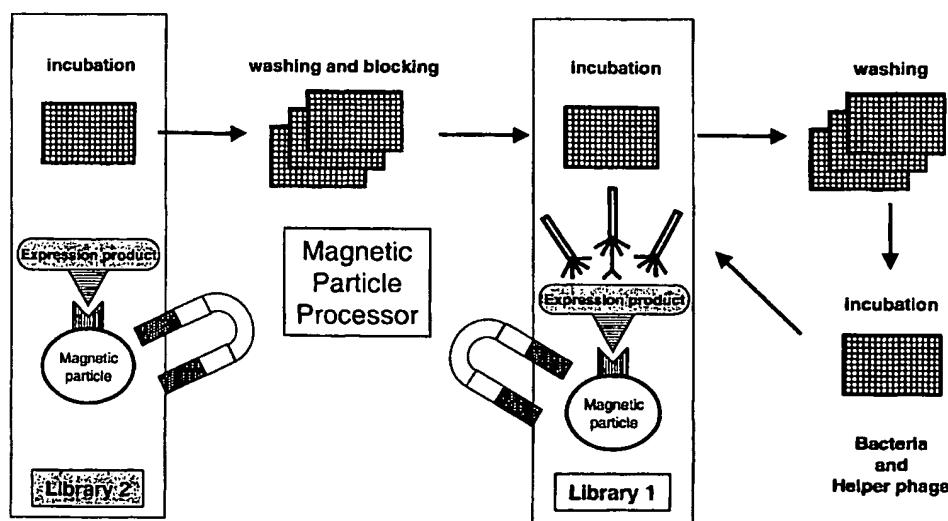 incubation
washing and blocking
incubation
washing
Expression product
Magnetic
particle
Library 2
Magnetic
Particle
Processor
Expression product
Magnetic
particle
Library 1
incubation
Bacteria
and
Helper phage